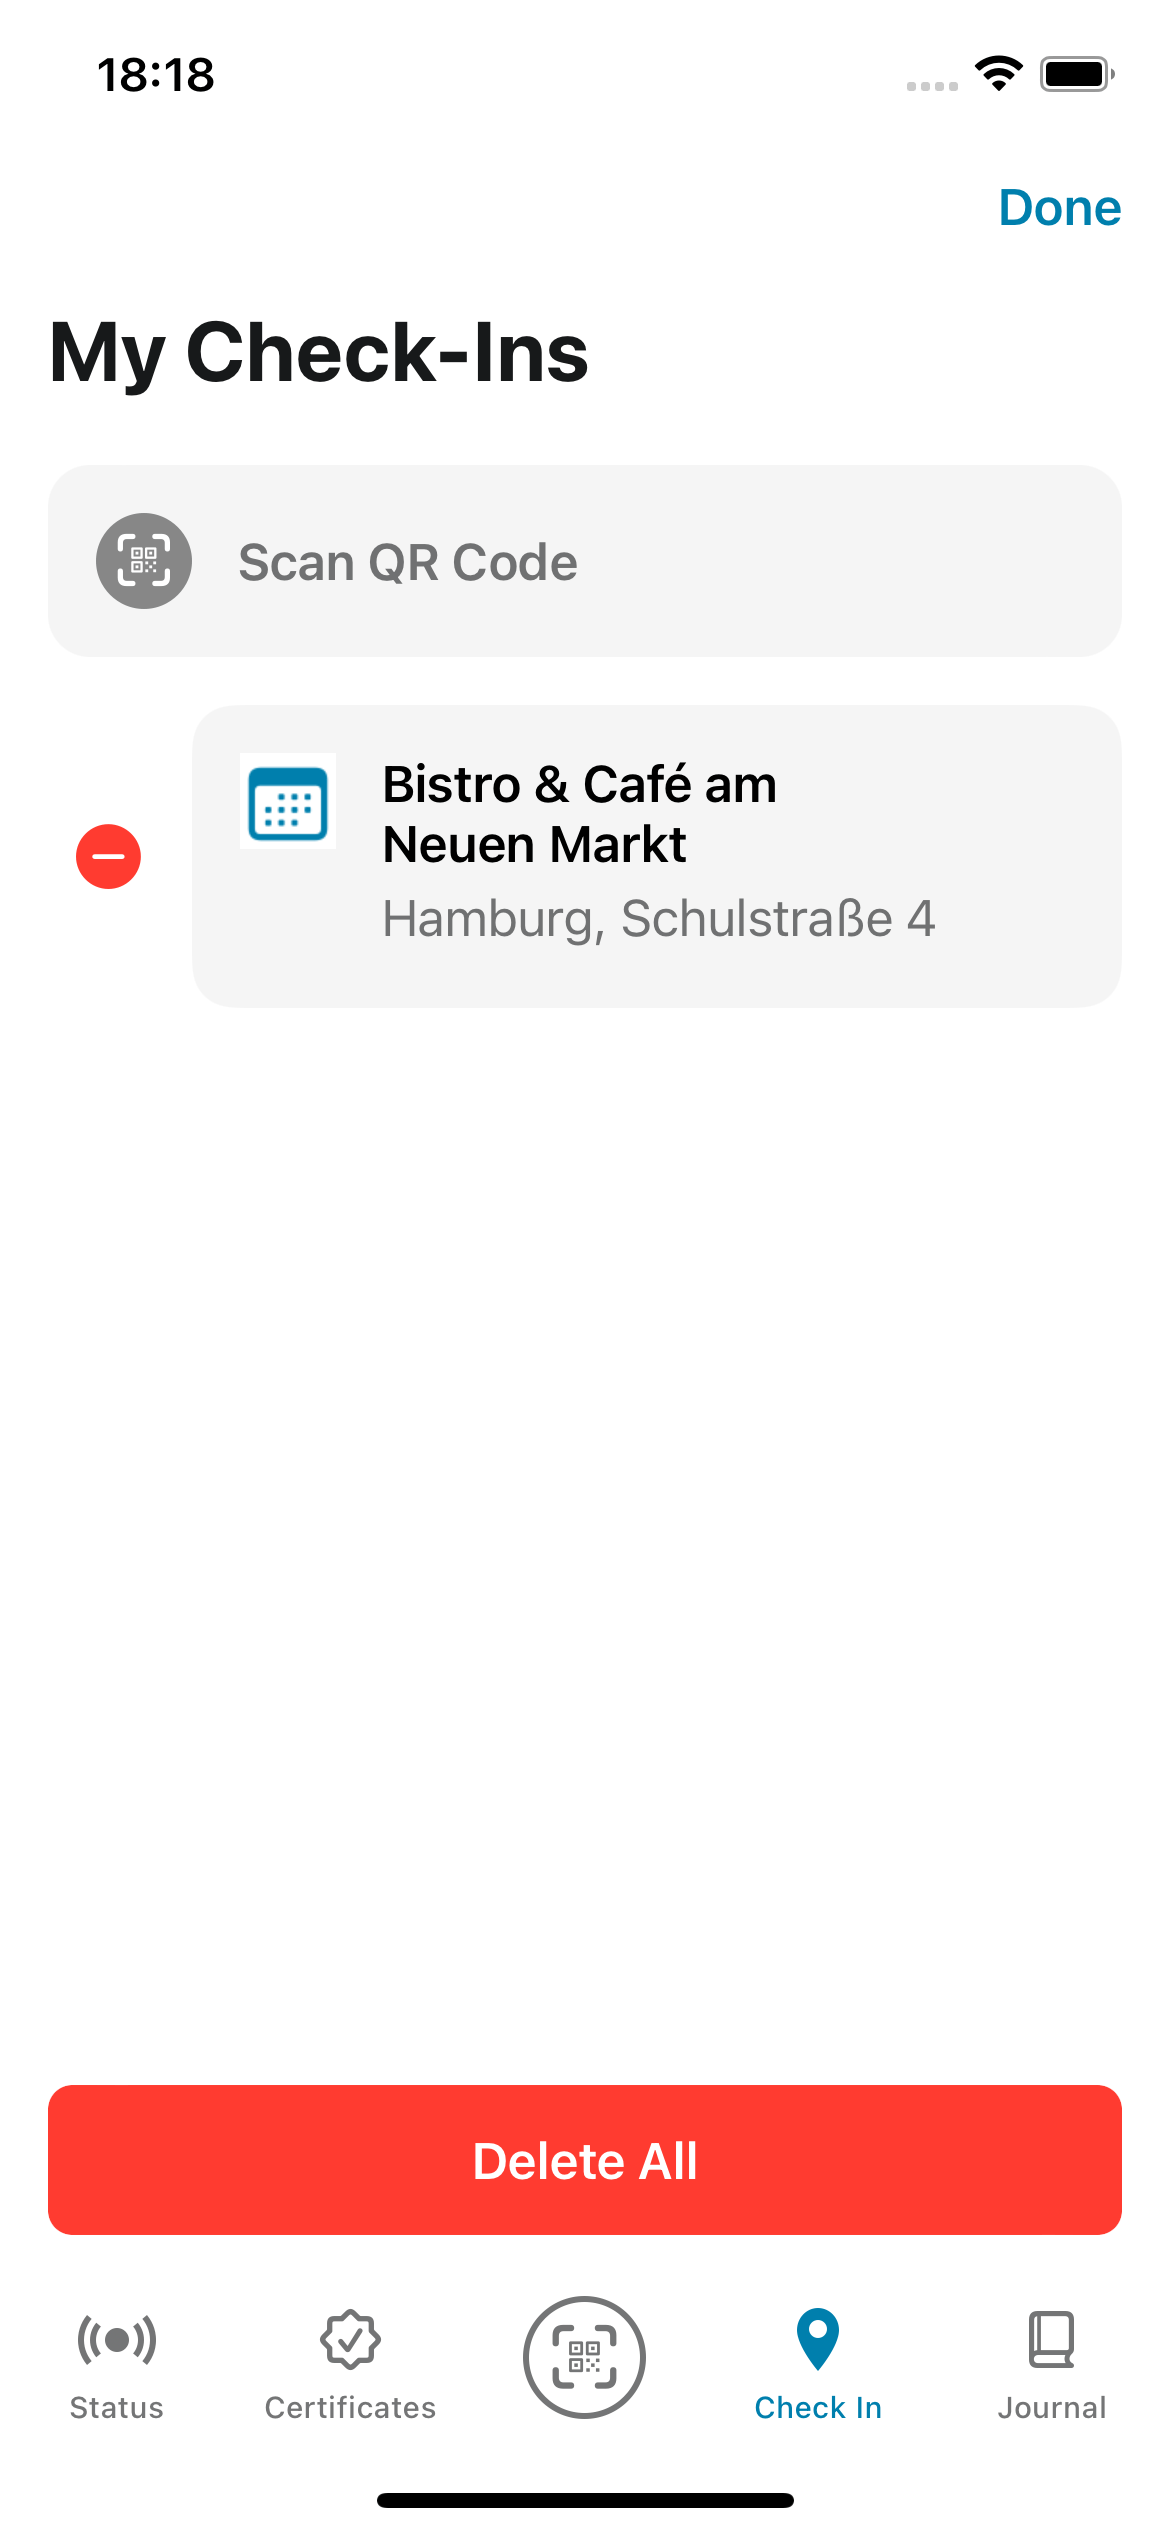 18:18
Done
My Check-Ins
Scan QR Code
Bistro & Café am
Neuen Markt
Hamburg, Schulstraße 4
Delete All
Status
Certificates
Check In
Journal